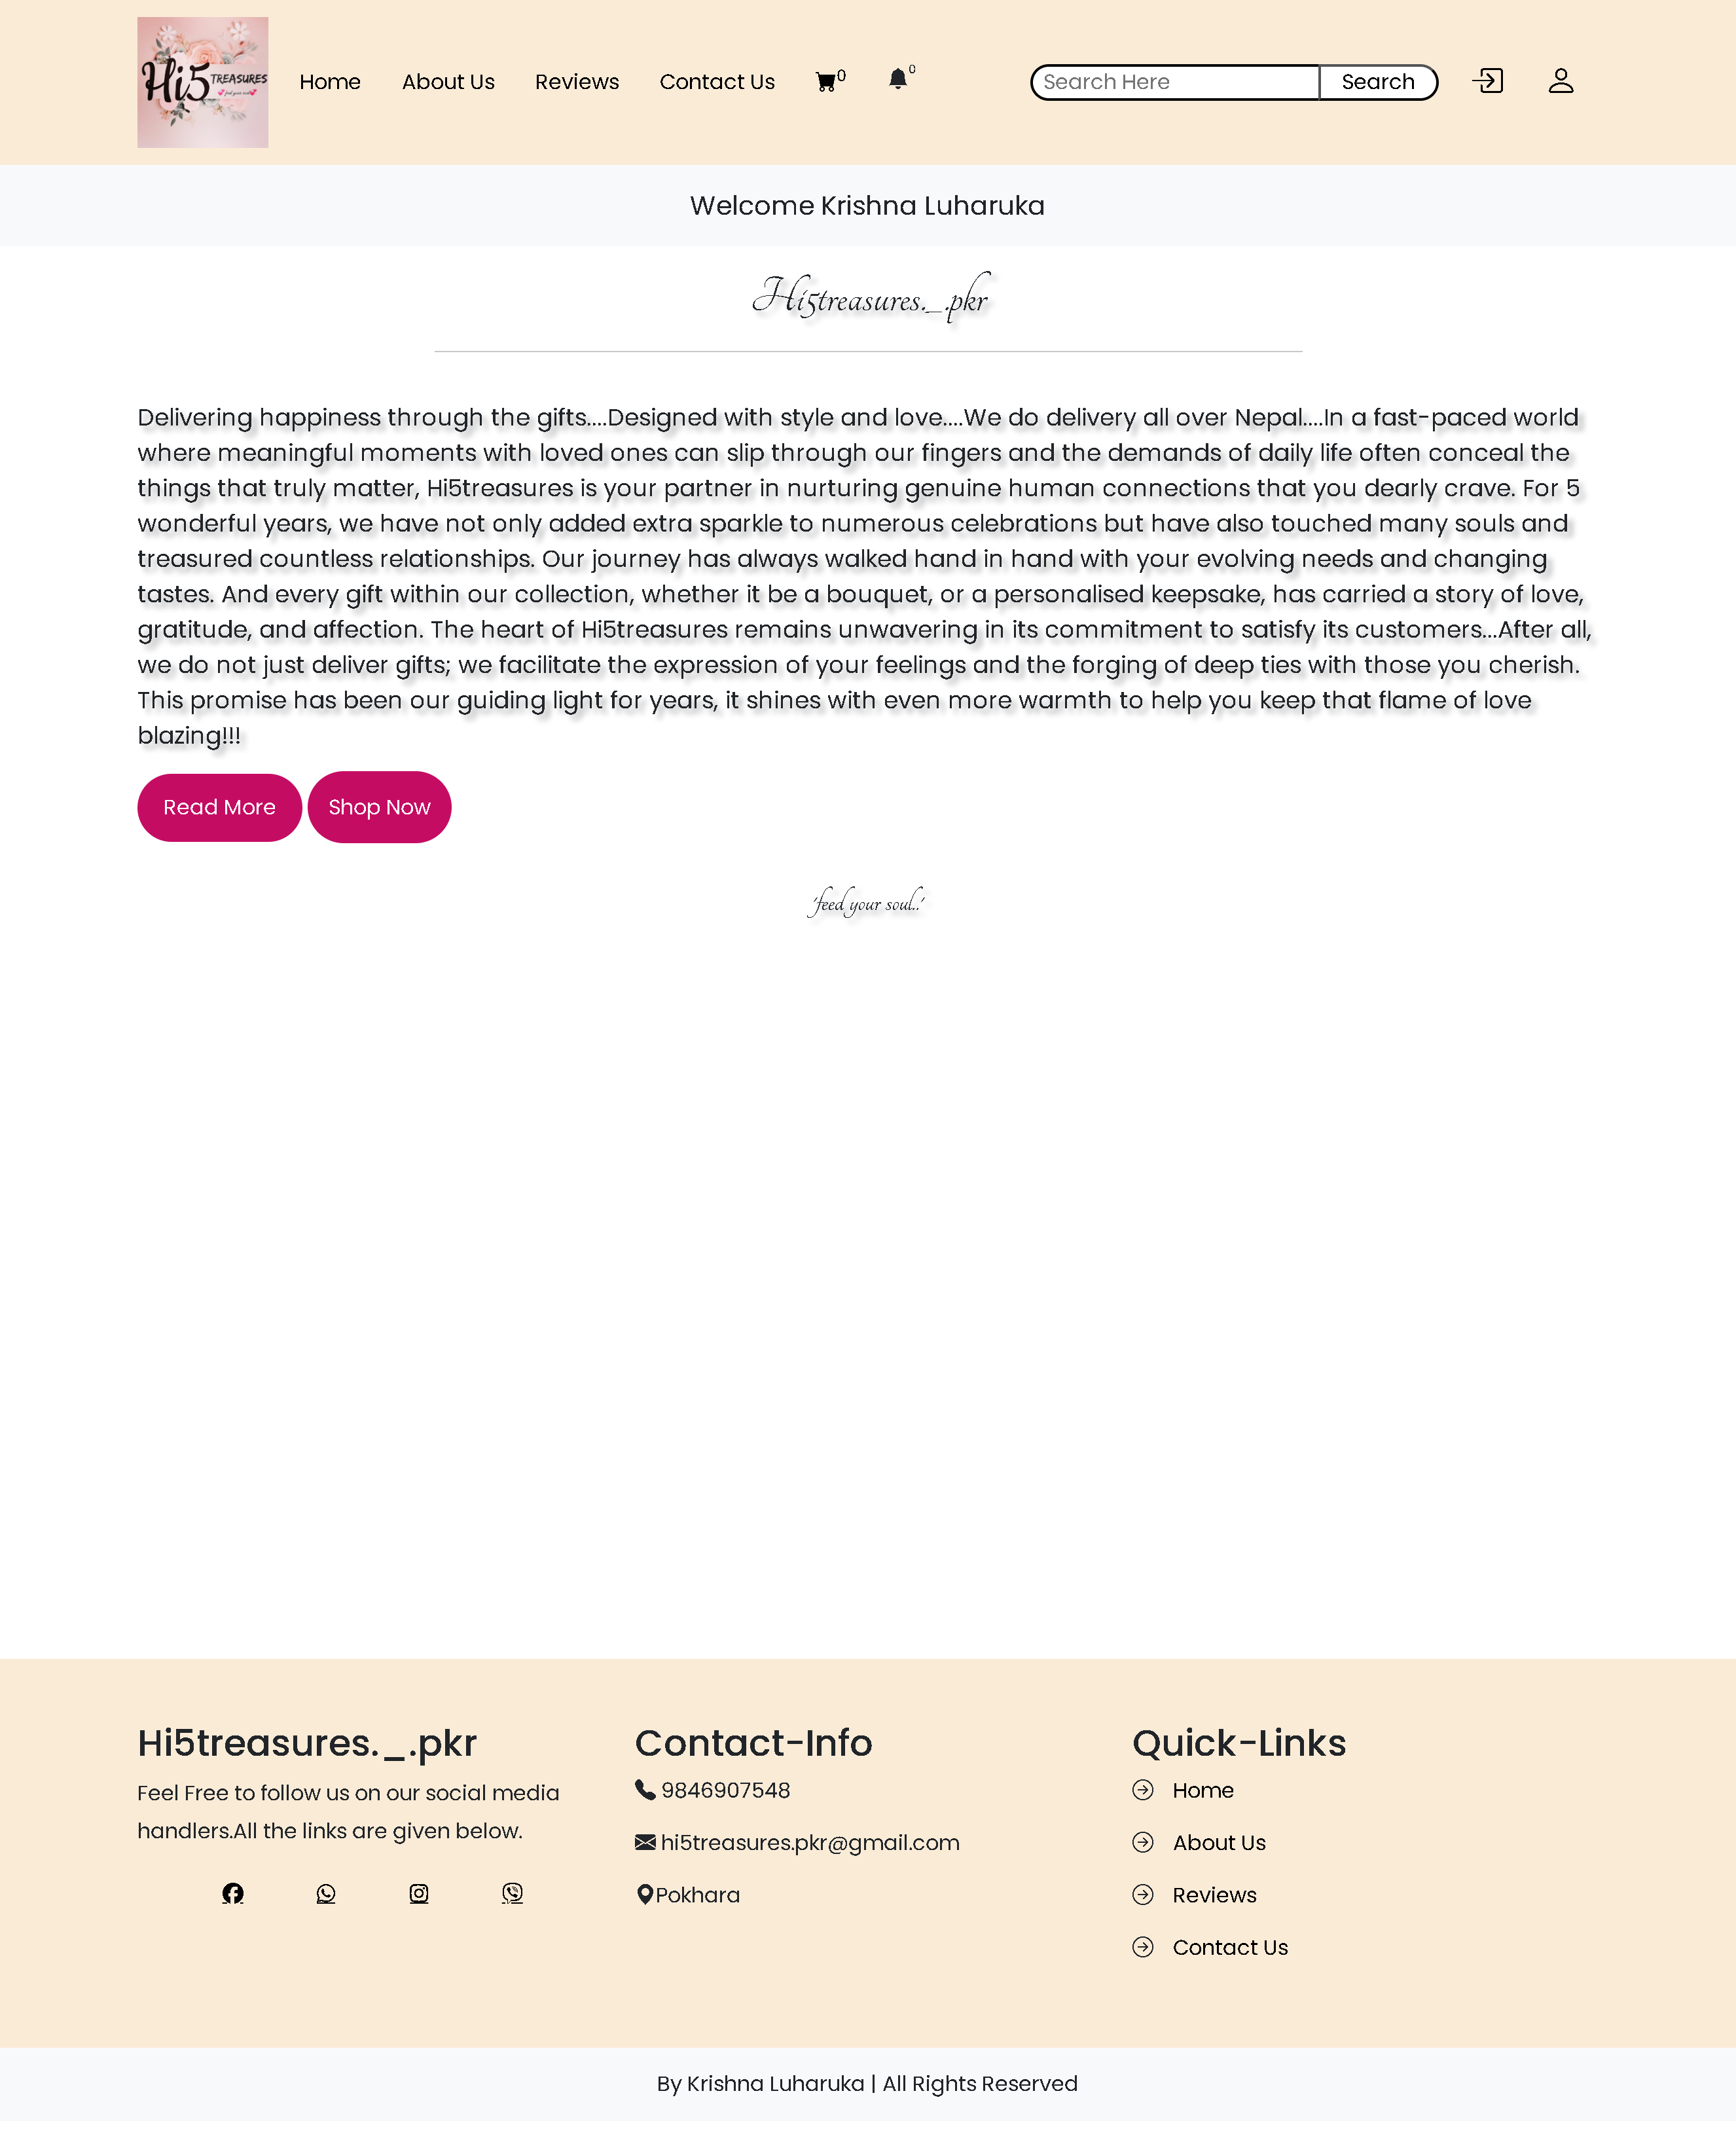 Hi5 TREASURES
feed your soul
Home About Us Reviews Contact Us 0 0 Search Here Search
Welcome Krishna Luharuka
Hi5treasures._.pkr
Delivering happiness through the gifts....Designed with style and love....We do delivery all over Nepal....In a fast-paced world
where meaningful moments with loved ones can slip through our fingers and the demands of daily life often conceal the
things that truly matter, Hi5treasures is your partner in nurturing genuine human connections that you dearly crave. For 5
wonderful years, we have not only added extra sparkle to numerous celebrations but have also touched many souls and
treasured countless relationships. Our journey has always walked hand in hand with your evolving needs and changing
tastes. And every gift within our collection, whether it be a bouquet, or a personalised keepsake, has carried a story of love,
gratitude, and affection. The heart of Hi5treasures remains unwavering in its commitment to satisfy its customers...After all,
we do not just deliver gifts; we facilitate the expression of your feelings and the forging of deep ties with those you cherish.
This promise has been our guiding light for years, it shines with even more warmth to help you keep that flame of love
blazing!!!
Read More Shop Now
'feed your soul..'
Hi5treasures._.pkr
Feel Free to follow us on our social media
handlers.All the links are given below.
Contact-Info
9846907548
hi5treasures.pkr@gmail.com
Pokhara
Quick-Links
Home
About Us
Reviews
Contact Us
By Krishna Luharuka | All Rights Reserved